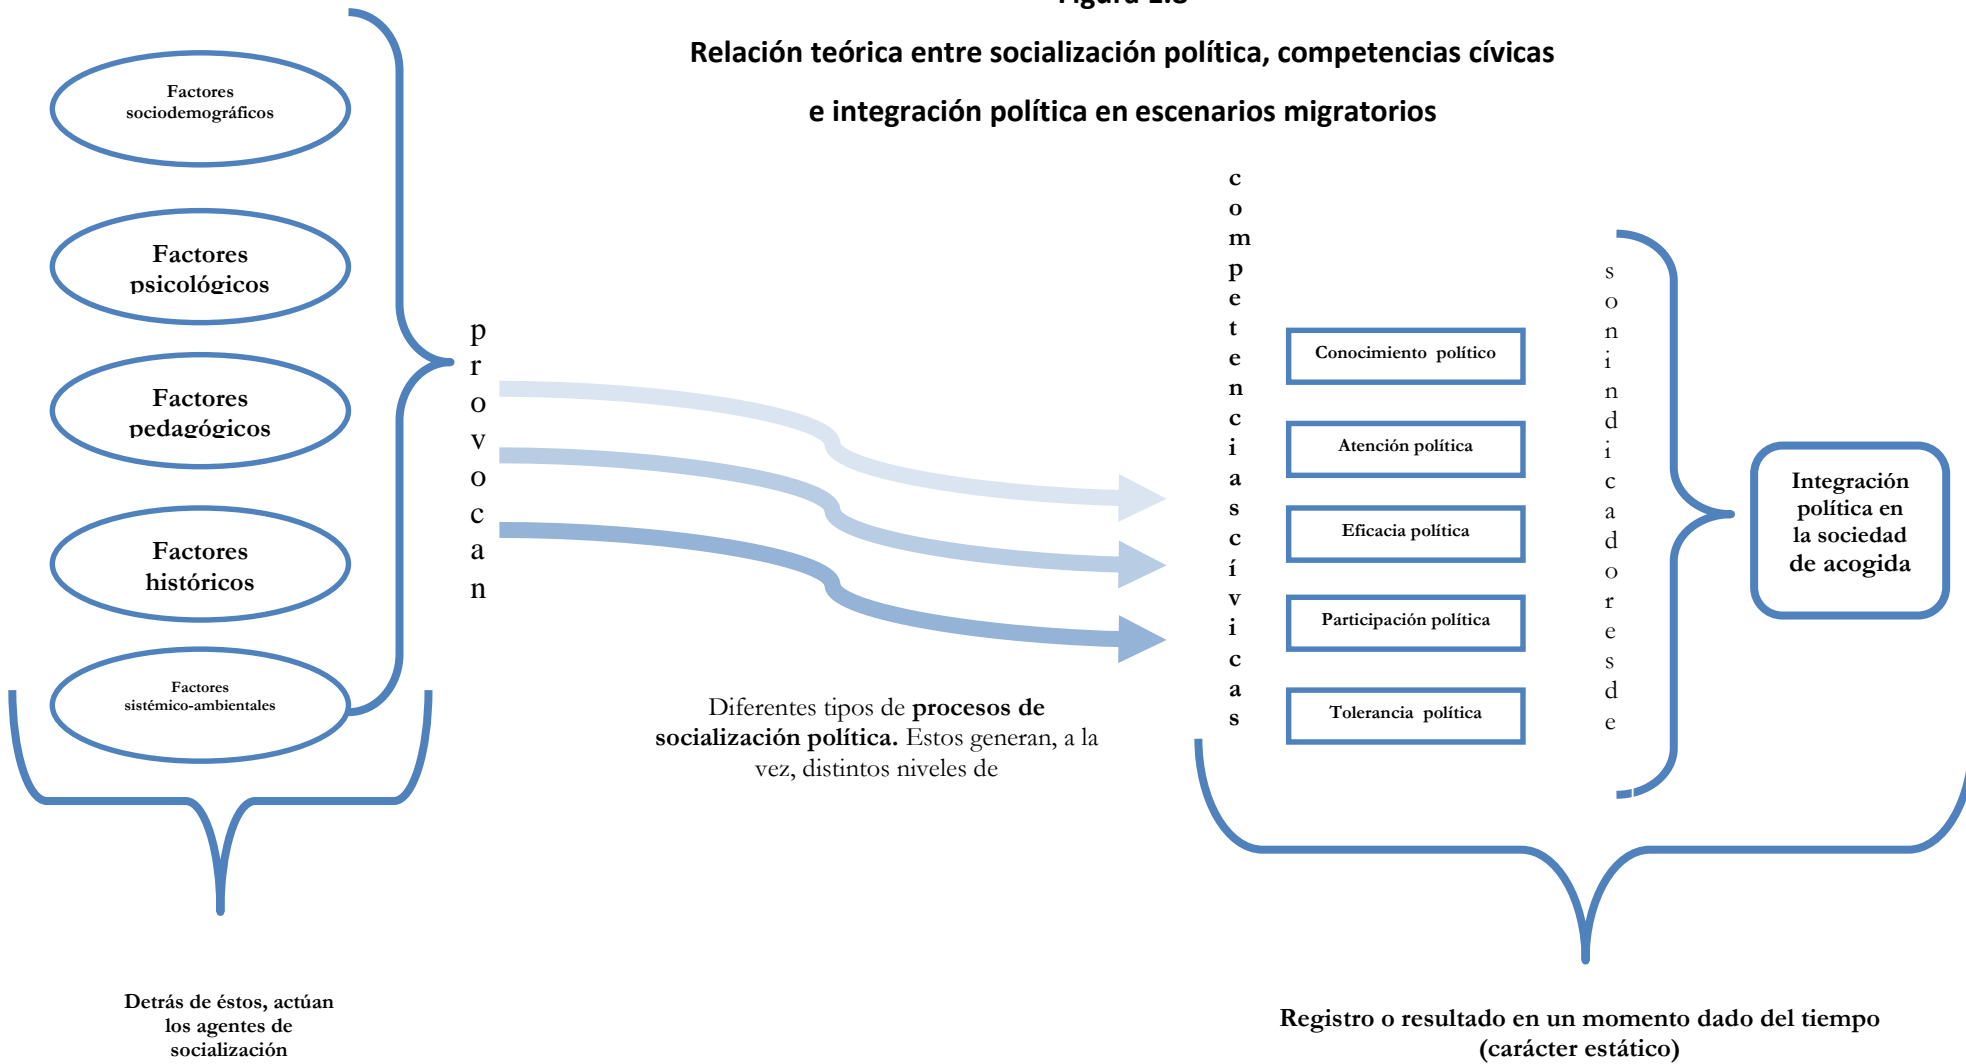 Figura 2.8
Relación teórica entre socialización política, competencias cívicas
e integración política en escenarios migratorios
Factores
sociodemográficos
Factores
psicológicos
Factores
pedagógicos
Factores
históricos
Factores
sistémico-ambientales
provocan
Diferentes tipos de procesos de
socialización política. Estos generan, a la
vez, distintos niveles de
competencias cívicas
Conocimiento político
Atención política
Eficacia política
Participación política
Tolerancia política
son indicadores de
Integración
política en
la sociedad
de acogida
Detrás de éstos, actúan
los agentes de
socialización
Registro o resultado en un momento dado del tiempo
(carácter estático)